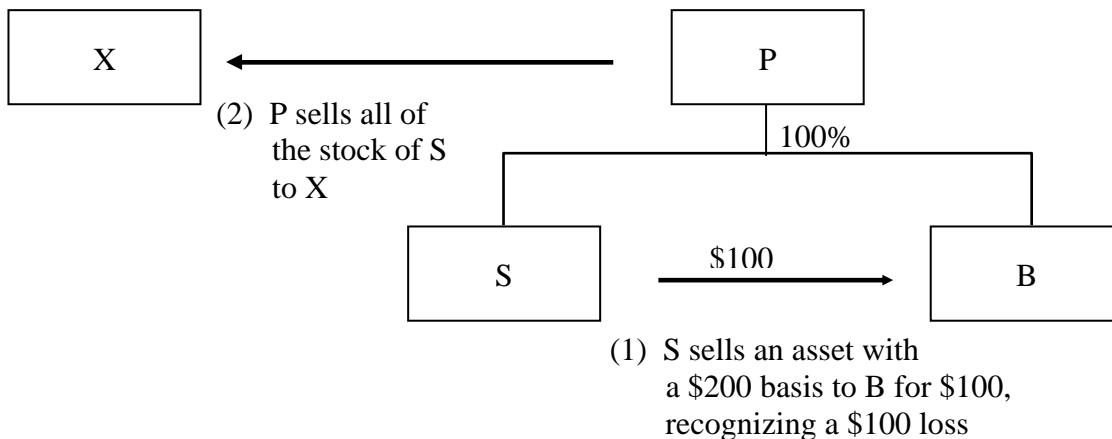 X
P
(2) P sells all of
the stock of S
to X
100%
S
$100
B
(1) S sells an asset with
a $200 basis to B for $100,
recognizing a $100 loss